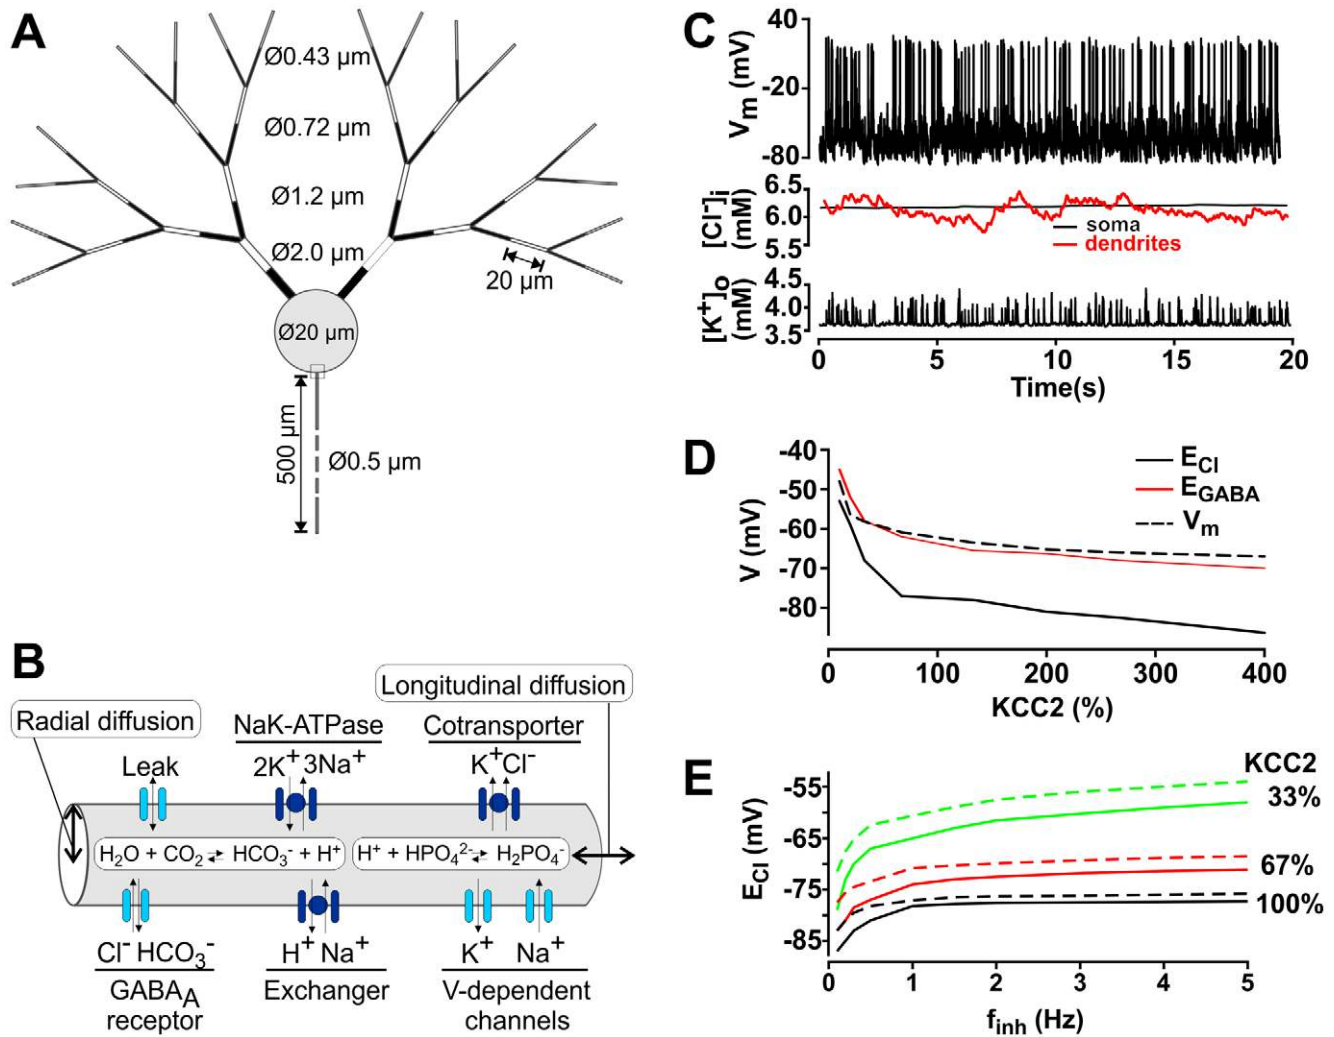 A
Ø0.43 µm
Ø0.72 µm
Ø1.2 µm
Ø2.0 µm
20 µm
Ø20 µm
500 µm
Ø0.5 µm
B
Radial diffusion
Longitudinal diffusion
NaK-ATPase
Cotransporter
Leak
2K+ 3Na+
K+Cl-
H2O + CO2 ⇌ HCO3- + H+
H+ + HPO42- ⇌ H2PO4-
Cl- HCO3-
H+ Na+
K+ Na+
GABAA
receptor
Exchanger
V-dependent
channels
C
Vm (mV)
40
-20
-80
[Cl-]i
(mM)
6.5
6.0
5.5
soma
dendrites
[K+]o
(mM)
4.5
4.0
3.5
0 5 10 15 20
Time(s)
D
V (mV)
-40
-50
-60
-70
-80
ECl
EGABA
Vm
0 100 200 300 400
KCC2 (%)
E
ECl (mV)
-55
-65
-75
-85
KCC2
33%
67%
100%
0 1 2 3 4 5
finh (Hz)